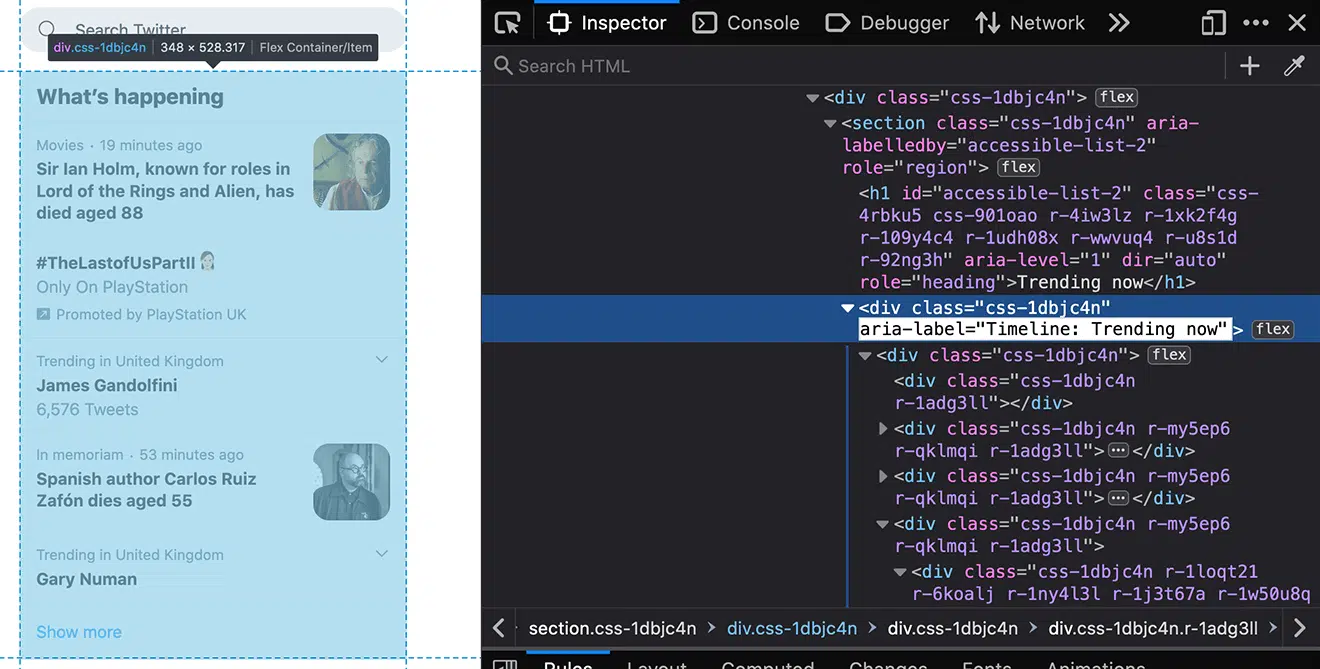 Search Twitter
div.css-1dbjc4n | 348 × 528.317 | Flex Container/Item
What's happening
Movies · 19 minutes ago
Sir Ian Holm, known for roles in
Lord of the Rings and Alien, has
died aged 88
#TheLastofUsPartII
Only On PlayStation
Promoted by PlayStation UK
Trending in United Kingdom
James Gandolfini
6,576 Tweets
In memoriam · 53 minutes ago
Spanish author Carlos Ruiz
Zafón dies aged 55
Trending in United Kingdom
Gary Numan
Show more
Inspector Console Debugger Network
Search HTML
<div class="css-1dbjc4n"> flex
<section class="css-1dbjc4n" aria-
labelledby="accessible-list-2"
role="region"> flex
<h1 id="accessible-list-2" class="css-
4rbku5 css-901oao r-4iw3lz r-1xk2f4g
r-109y4c4 r-1udh08x r-wwvuq4 r-u8s1d
r-92ng3h" aria-level="1" dir="auto"
role="heading">Trending now</h1>
<div class="css-1dbjc4n"
aria-label="Timeline: Trending now"> flex
<div class="css-1dbjc4n"> flex
<div class="css-1dbjc4n
r-1adg3ll"></div>
<div class="css-1dbjc4n r-my5ep6
r-qklmqi r-1adg3ll">…</div>
<div class="css-1dbjc4n r-my5ep6
r-qklmqi r-1adg3ll">…</div>
<div class="css-1dbjc4n r-my5ep6
r-qklmqi r-1adg3ll">
<div class="css-1dbjc4n r-1loqt21
r-6koalj r-1ny4l3l r-1j3t67a r-1w50u8q
section.css-1dbjc4n > div.css-1dbjc4n > div.css-1dbjc4n > div.css-1dbjc4n.r-1adg3ll >
Rules Layout Computed Changes Fonts Animations